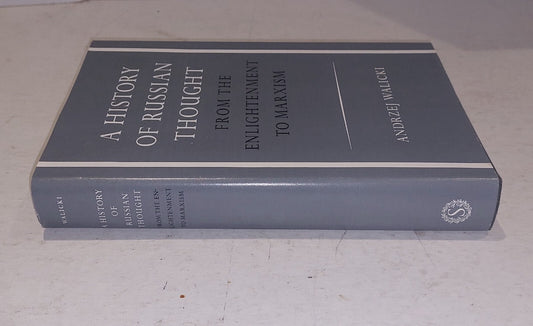 A HISTORY
OF RUSSIAN
THOUGHT
FROM THE
ENLIGHTENMENT
TO MARXISM
ANDRZEJ WALICKI
WALICKI
A HISTORY
OF
RUSSIAN
THOUGHT
FROM THE EN-
LIGHTENMENT
TO MARXISM
S